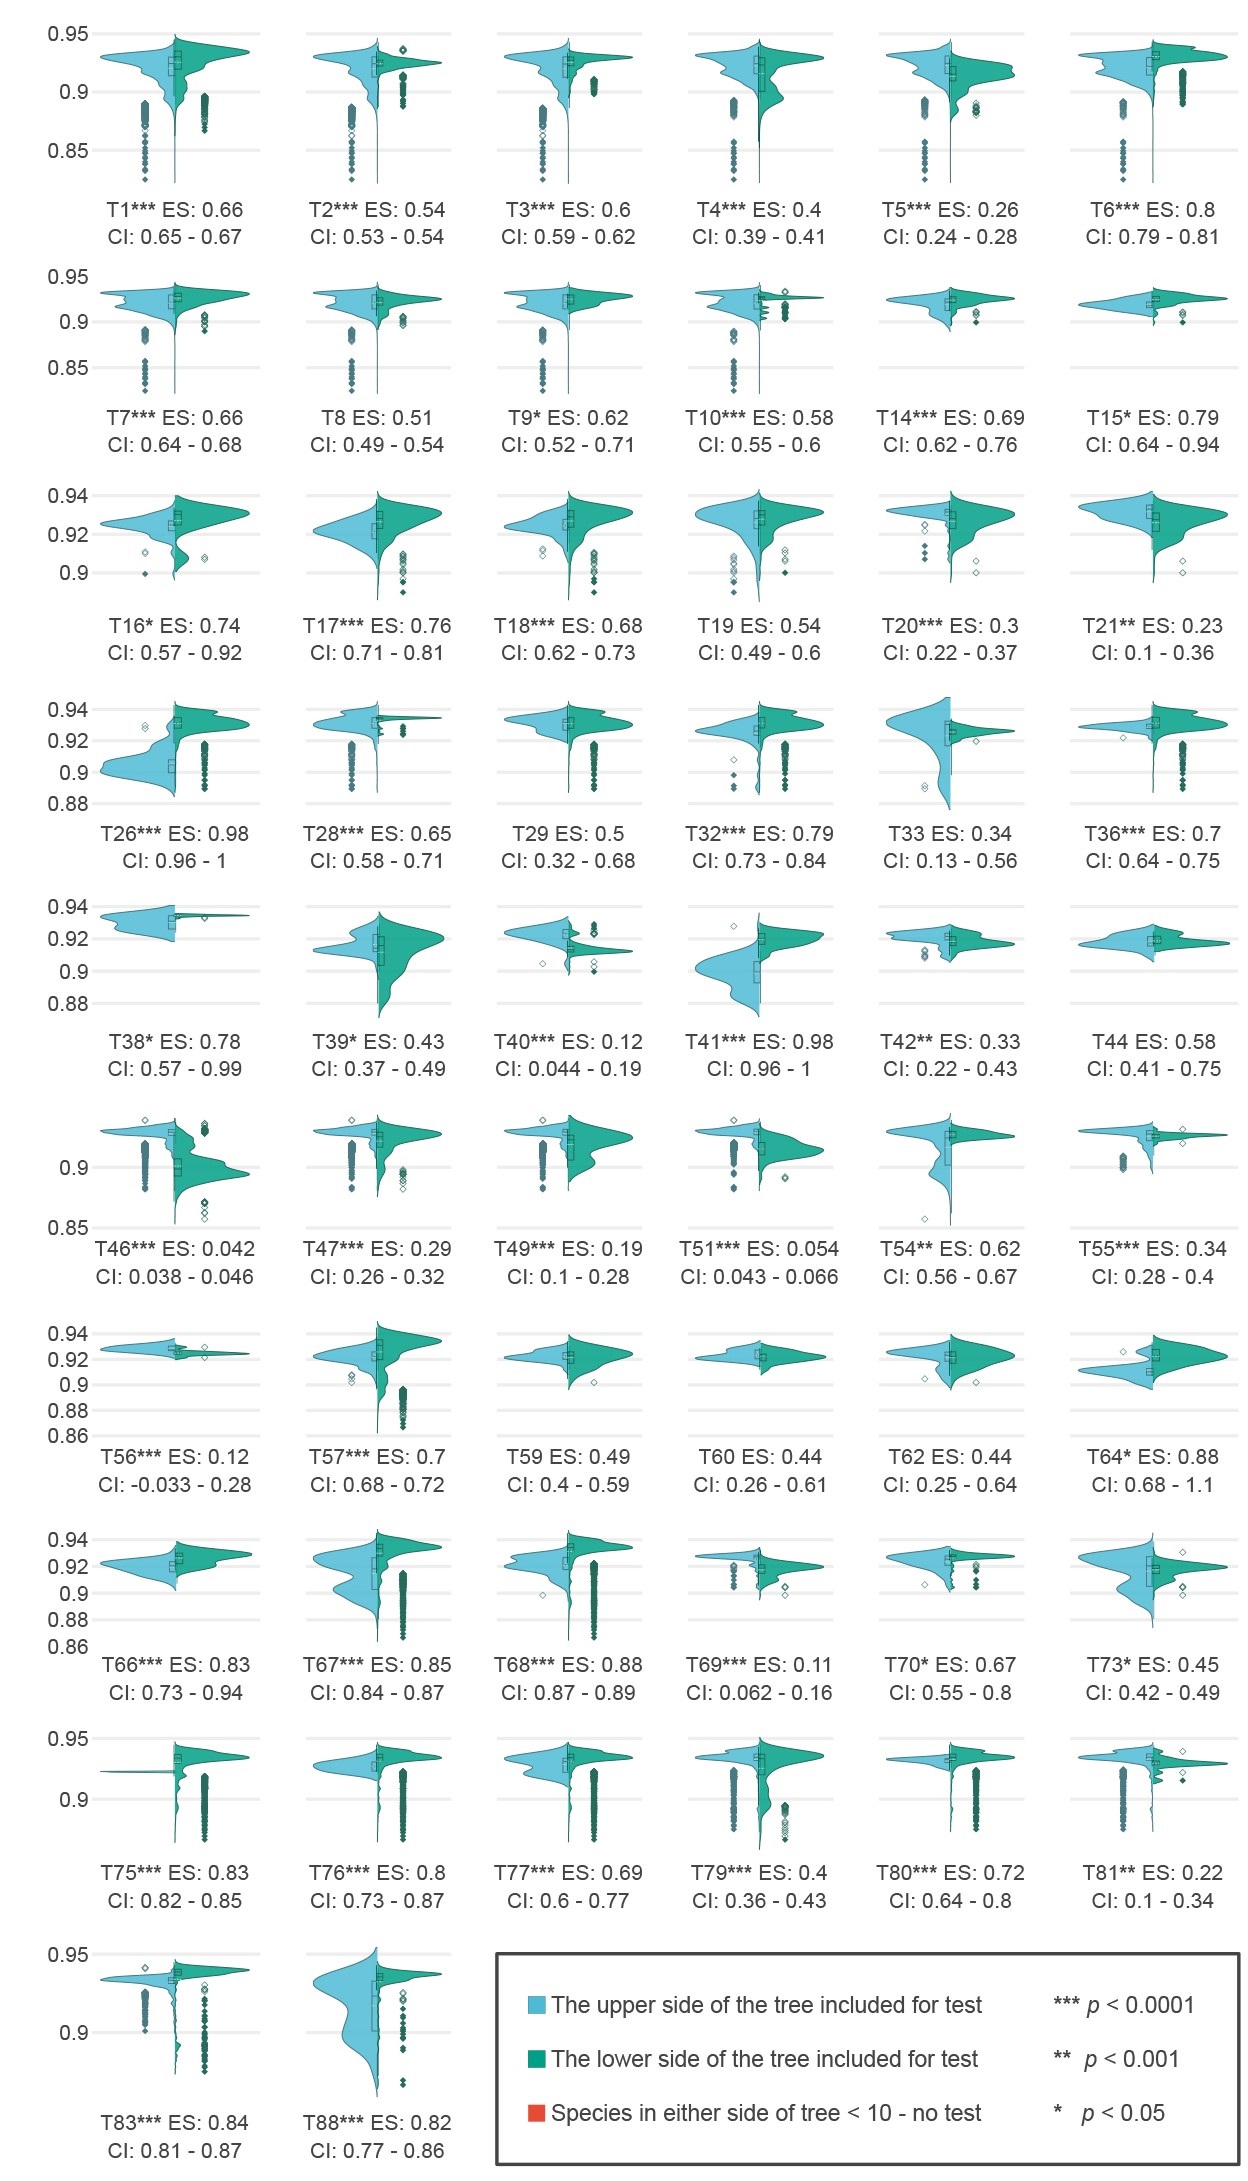 0.95
0.9
0.85
T1*** ES: 0.66 T2*** ES: 0.54 T3*** ES: 0.6 T4*** ES: 0.4 T5*** ES: 0.26 T6*** ES: 0.8
CI: 0.65 - 0.67 CI: 0.53 - 0.54 CI: 0.59 - 0.62 CI: 0.39 - 0.41 CI: 0.24 - 0.28 CI: 0.79 - 0.81
0.95
0.9
0.85
T7*** ES: 0.66 T8 ES: 0.51 T9* ES: 0.62 T10*** ES: 0.58 T14*** ES: 0.69 T15* ES: 0.79
CI: 0.64 - 0.68 CI: 0.49 - 0.54 CI: 0.52 - 0.71 CI: 0.55 - 0.6 CI: 0.62 - 0.76 CI: 0.64 - 0.94
0.94
0.92
0.9
T16* ES: 0.74 T17*** ES: 0.76 T18*** ES: 0.68 T19 ES: 0.54 T20*** ES: 0.3 T21** ES: 0.23
CI: 0.57 - 0.92 CI: 0.71 - 0.81 CI: 0.62 - 0.73 CI: 0.49 - 0.6 CI: 0.22 - 0.37 CI: 0.1 - 0.36
0.94
0.92
0.9
0.88
T26*** ES: 0.98 T28*** ES: 0.65 T29 ES: 0.5 T32*** ES: 0.79 T33 ES: 0.34 T36*** ES: 0.7
CI: 0.96 - 1 CI: 0.58 - 0.71 CI: 0.32 - 0.68 CI: 0.73 - 0.84 CI: 0.13 - 0.56 CI: 0.64 - 0.75
0.94
0.92
0.9
0.88
T38* ES: 0.78 T39* ES: 0.43 T40*** ES: 0.12 T41*** ES: 0.98 T42** ES: 0.33 T44 ES: 0.58
CI: 0.57 - 0.99 CI: 0.37 - 0.49 CI: 0.044 - 0.19 CI: 0.96 - 1 CI: 0.22 - 0.43 CI: 0.41 - 0.75
0.9
0.85
T46*** ES: 0.042 T47*** ES: 0.29 T49*** ES: 0.19 T51*** ES: 0.054 T54** ES: 0.62 T55*** ES: 0.34
CI: 0.038 - 0.046 CI: 0.26 - 0.32 CI: 0.1 - 0.28 CI: 0.043 - 0.066 CI: 0.56 - 0.67 CI: 0.28 - 0.4
0.94
0.92
0.9
0.88
0.86
T56*** ES: 0.12 T57*** ES: 0.7 T59 ES: 0.49 T60 ES: 0.44 T62 ES: 0.44 T64* ES: 0.88
CI: -0.033 - 0.28 CI: 0.68 - 0.72 CI: 0.4 - 0.59 CI: 0.26 - 0.61 CI: 0.25 - 0.64 CI: 0.68 - 1.1
0.94
0.92
0.9
0.88
0.86
T66*** ES: 0.83 T67*** ES: 0.85 T68*** ES: 0.88 T69*** ES: 0.11 T70* ES: 0.67 T73* ES: 0.45
CI: 0.73 - 0.94 CI: 0.84 - 0.87 CI: 0.87 - 0.89 CI: 0.062 - 0.16 CI: 0.55 - 0.8 CI: 0.42 - 0.49
0.95
0.9
T75*** ES: 0.83 T76*** ES: 0.8 T77*** ES: 0.69 T79*** ES: 0.4 T80*** ES: 0.72 T81** ES: 0.22
CI: 0.82 - 0.85 CI: 0.73 - 0.87 CI: 0.6 - 0.77 CI: 0.36 - 0.43 CI: 0.64 - 0.8 CI: 0.1 - 0.34
0.95
0.9
T83*** ES: 0.84 T88*** ES: 0.82
CI: 0.81 - 0.87 CI: 0.77 - 0.86
The upper side of the tree included for test *** p < 0.0001
The lower side of the tree included for test ** p < 0.001
Species in either side of tree < 10 - no test * p < 0.05